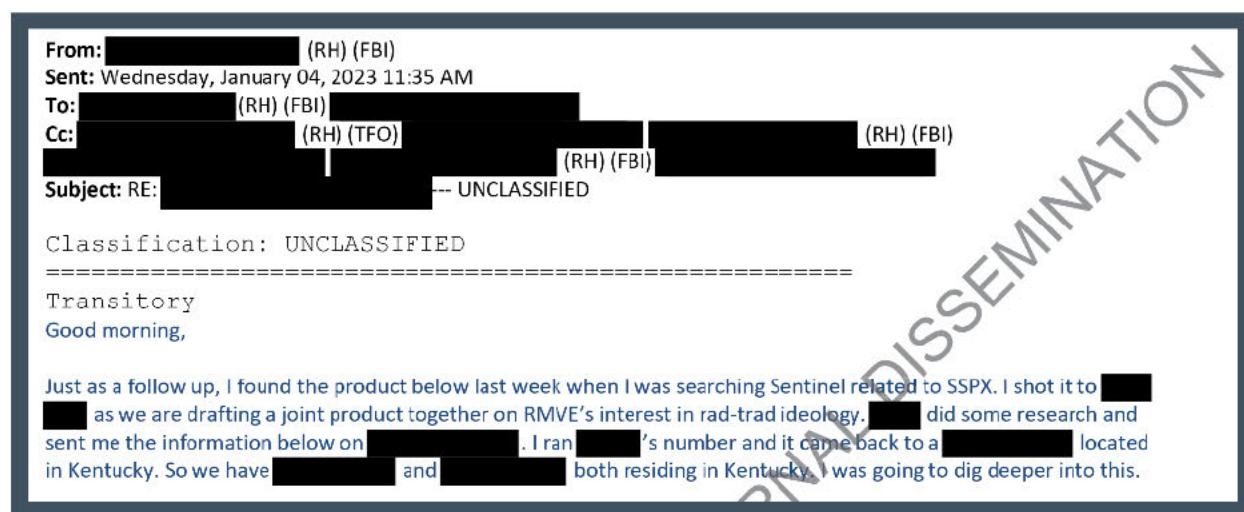 From: (RH) (FBI)
Sent: Wednesday, January 04, 2023 11:35 AM
To: (RH) (FBI)
Cc: (RH) (TFO) (RH) (FBI)
(RH) (FBI)
Subject: RE: --- UNCLASSIFIED
Classification: UNCLASSIFIED
======================================================
Transitory
Good morning,
Just as a follow up, I found the product below last week when I was searching Sentinel related to SSPX. I shot it to
as we are drafting a joint product together on RMVE's interest in rad-trad ideology. did some research and
sent me the information below on . I ran 's number and it came back to a located
in Kentucky. So we have and both residing in Kentucky. I was going to dig deeper into this.
RNAL DISSEMINATION